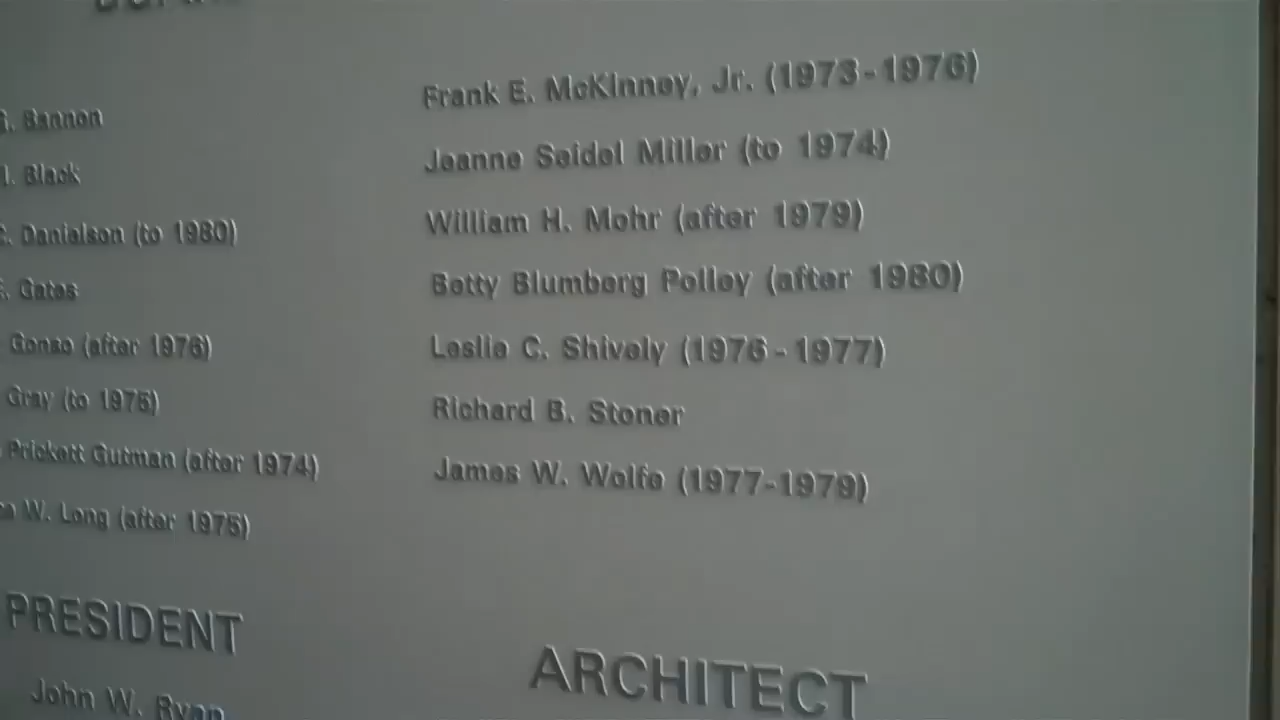 Bannon
Black
Danielson (to 1980)
Gates
Gonso (after 1976)
Gray (to 1975)
Prickett Gutman (after 1974)
W. Long (after 1975)
PRESIDENT
John W. Ryan
Frank E. McKinney, Jr. (1973-1976)
Jeanne Seidel Miller (to 1974)
William H. Mohr (after 1979)
Betty Blumberg Polley (after 1980)
Leslie C. Shively (1976-1977)
Richard B. Stoner
James W. Wolfe (1977-1979)
ARCHITECT